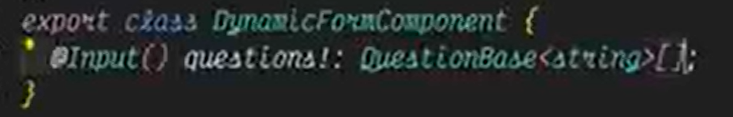 export class DynamicFormComponent {
@Input() questions!: QuestionBase<string>[];
}